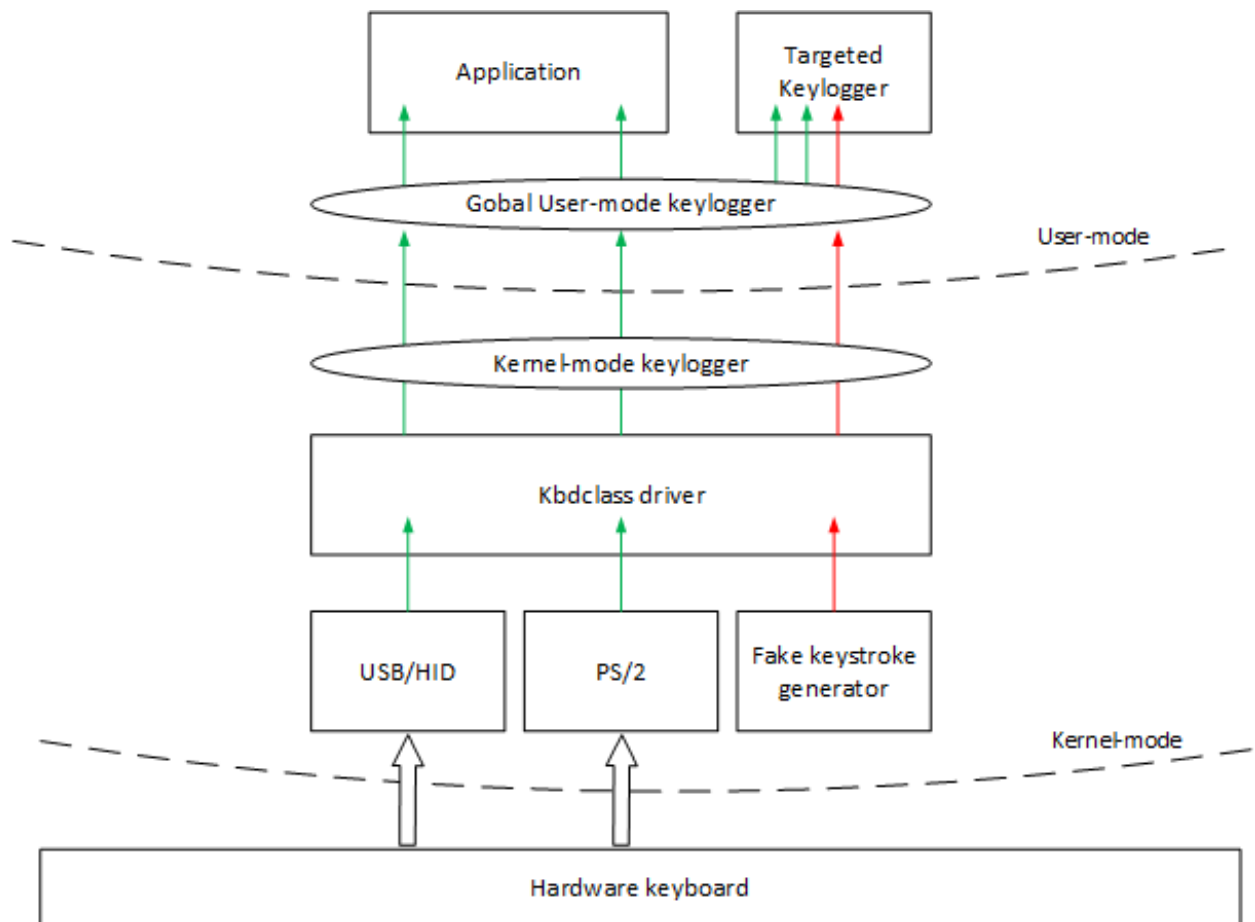 Application
Targeted
Keylogger
Gobal User-mode keylogger
User-mode
Kernel-mode keylogger
Kbdclass driver
USB/HID
PS/2
Fake keystroke
generator
Kernel-mode
Hardware keyboard